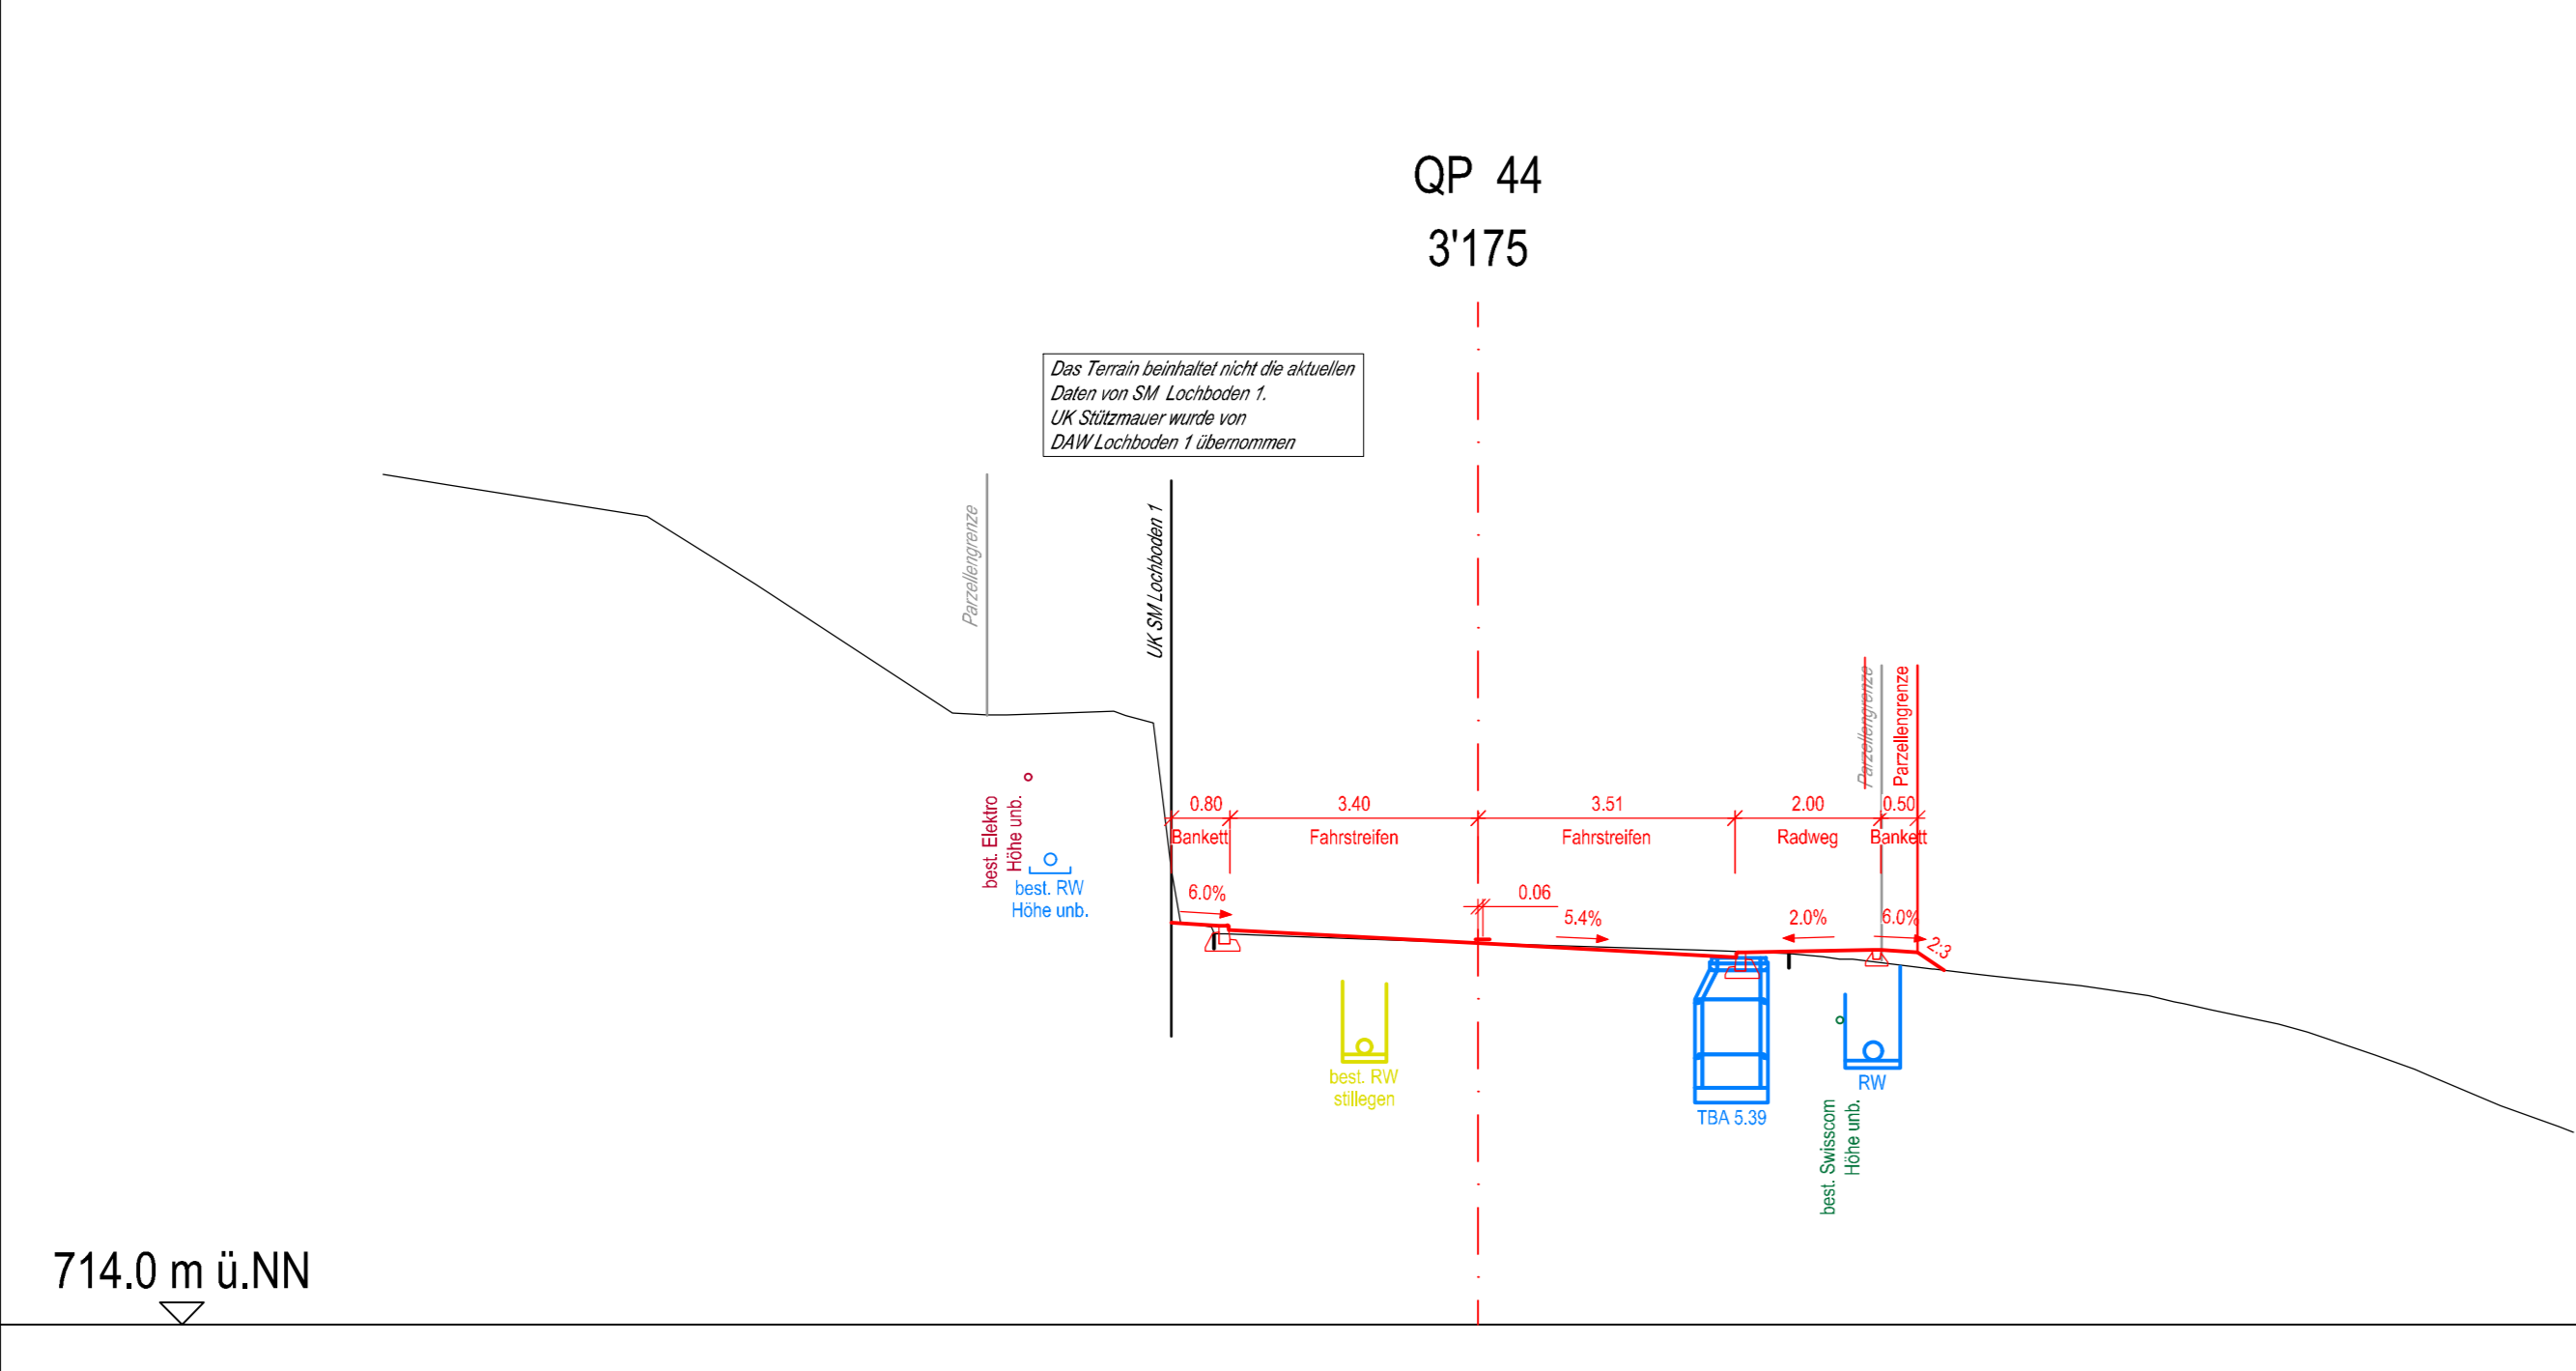 QP 44
3'175
Das Terrain beinhaltet nicht die aktuellen
Daten von SM Lochboden 1.
UK Stützmauer wurde von
DAW Lochboden 1 übernommen
Parzellengrenze
UK SM Lochboden 1
Parzellengrenze
Parzellengrenze
0.80
3.40
3.51
2.00
0.50
Bankett
Fahrstreifen
Fahrstreifen
Radweg
Bankett
best. Elektro
Höhe unb.
best. RW
Höhe unb.
6.0%
0.06
5.4%
2.0%
6.0%
2:3
best. RW
stillegen
TBA 5.39
RW
best. Swisscom
Höhe unb.
714.0 m ü.NN